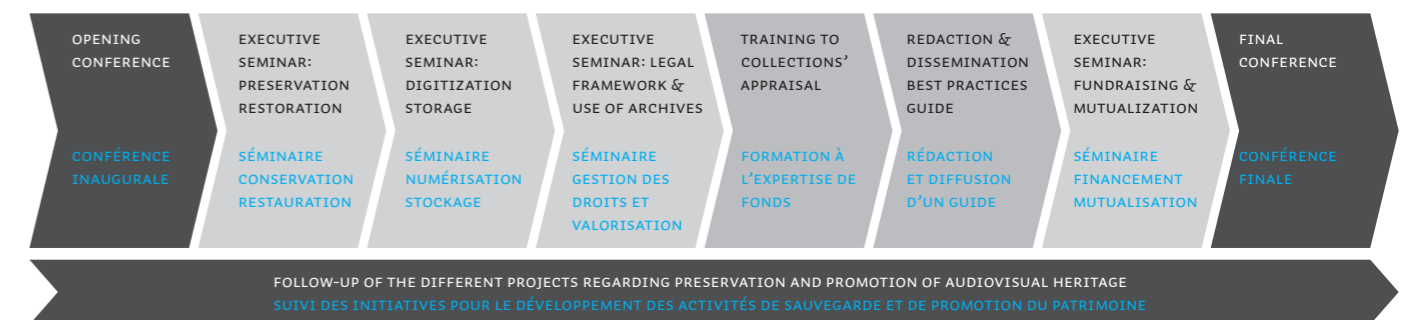 OPENING
CONFERENCE
CONFÉRENCE
INAUGURALE
EXECUTIVE
SEMINAR:
PRESERVATION
RESTORATION
SÉMINAIRE
CONSERVATION
RESTAURATION
EXECUTIVE
SEMINAR:
DIGITIZATION
STORAGE
SÉMINAIRE
NUMÉRISATION
STOCKAGE
EXECUTIVE
SEMINAR: LEGAL
FRAMEWORK &
USE OF ARCHIVES
SÉMINAIRE
GESTION DES
DROITS ET
VALORISATION
TRAINING TO
COLLECTIONS’
APPRAISAL
FORMATION À
L’EXPERTISE DE
FONDS
REDACTION &
DISSEMINATION
BEST PRACTICES
GUIDE
RÉDACTION
ET DIFFUSION
D’UN GUIDE
EXECUTIVE
SEMINAR:
FUNDRAISING &
MUTUALIZATION
SÉMINAIRE
FINANCEMENT
MUTUALISATION
FINAL
CONFERENCE
CONFÉRENCE
FINALE
FOLLOW-UP OF THE DIFFERENT PROJECTS REGARDING PRESERVATION AND PROMOTION OF AUDIOVISUAL HERITAGE
SUIVI DES INITIATIVES POUR LE DÉVELOPPEMENT DES ACTIVITÉS DE SAUVEGARDE ET DE PROMOTION DU PATRIMOINE